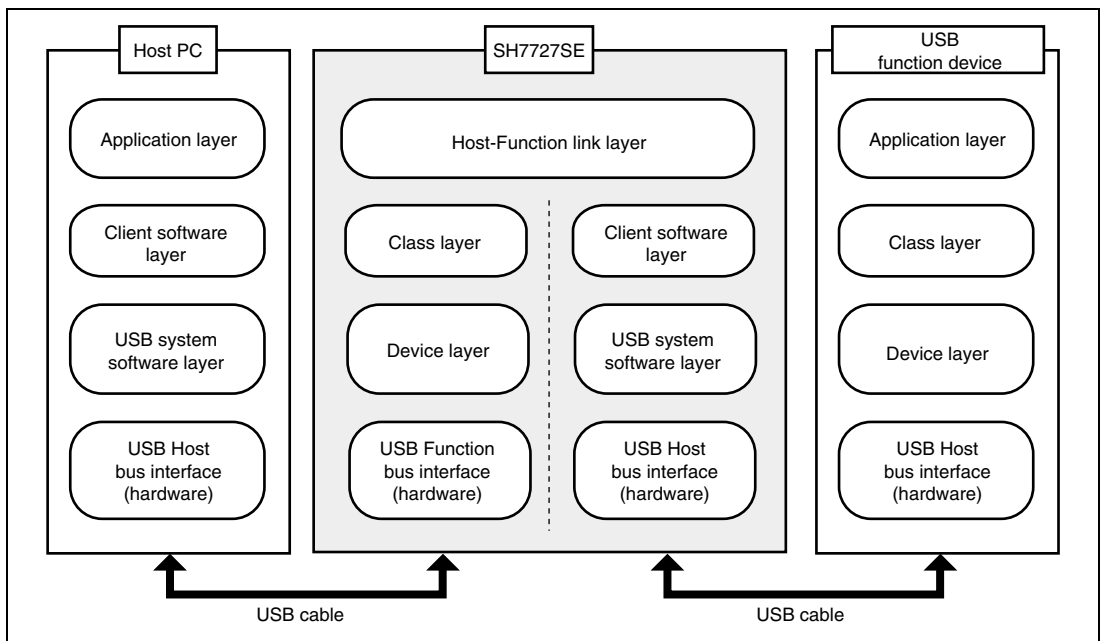 Host PC
Application layer
Client software
layer
USB system
software layer
USB Host
bus interface
(hardware)
SH7727SE
Host-Function link layer
Class layer
Device layer
USB Function
bus interface
(hardware)
Client software
layer
USB system
software layer
USB Host
bus interface
(hardware)
USB
function device
Application layer
Class layer
Device layer
USB Host
bus interface
(hardware)
USB cable
USB cable